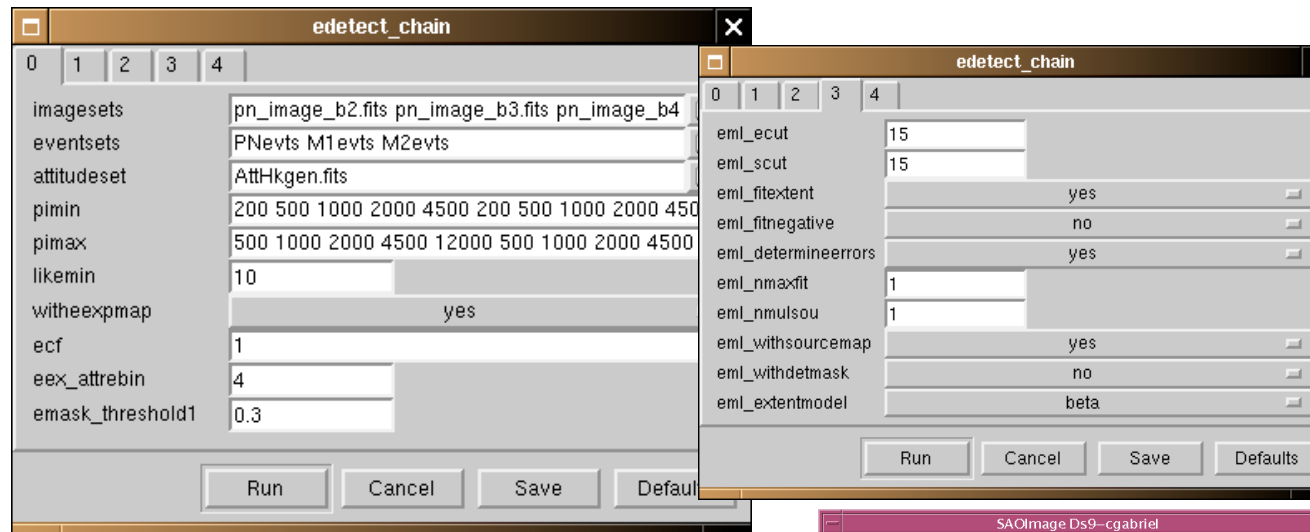 edetect_chain
0 1 2 3 4
imagesets pn_image_b2.fits pn_image_b3.fits pn_image_b4
eventsets PNevts M1evts M2evts
attitudeset AttHkgen.fits
pimin 200 500 1000 2000 4500 200 500 1000 2000 450
pimax 500 1000 2000 4500 12000 500 1000 2000 4500
likemin 10
witheexpmap yes
ecf 1
eex_attrebin 4
emask_threshold1 0.3
Run Cancel Save Defaul
edetect_chain
0 1 2 3 4
eml_ecut 15
eml_scut 15
eml_fitextent yes
eml_fitnegative no
eml_determineerrors yes
eml_nmaxfit 1
eml_nmulsou 1
eml_withsourcemap yes
eml_withdetmask no
eml_extentmodel beta
Run Cancel Save Defaults
SAOImage Ds9-cgabriel